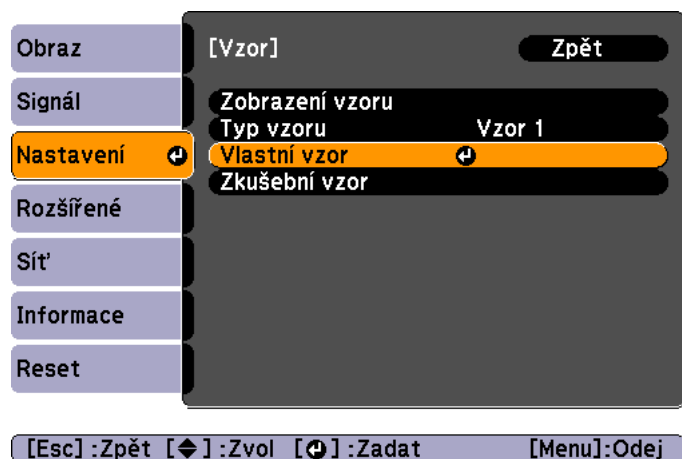 Obraz
Signál
Nastavení
Rozšířené
Síť
Informace
Reset
[Vzor] Zpět
Zobrazení vzoru
Typ vzoru Vzor 1
Vlastní vzor
Zkušební vzor
[Esc] :Zpět [◆] :Zvol [⏎] :Zadat [Menu]:Odej